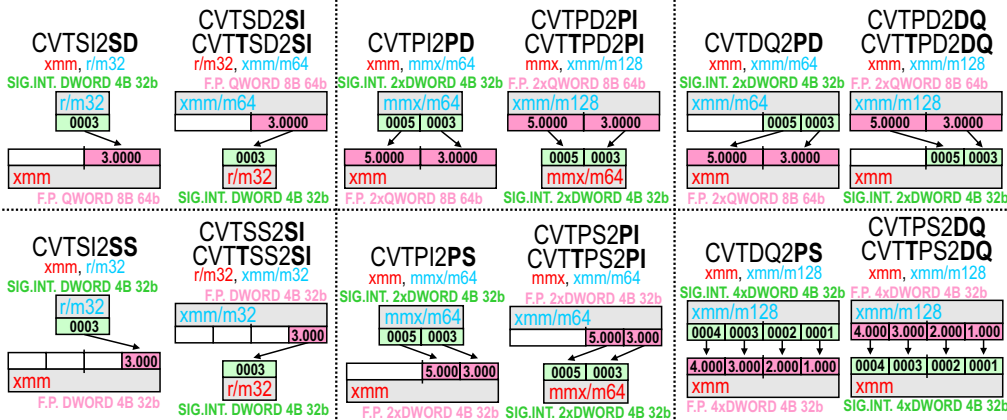 CVTSI2SD
xmm, r/m32
SIG.INT. DWORD 4B 32b
r/m32
0003
3.0000
xmm
F.P. QWORD 8B 64b
CVTSD2SI
CVTTSD2SI
r/m32, xmm/m64
F.P. QWORD 8B 64b
xmm/m64
3.0000
0003
r/m32
SIG.INT. DWORD 4B 32b
CVTPI2PD
xmm, mmx/m64
SIG.INT. 2xDWORD 4B 32b
mmx/m64
0005 0003
5.0000 3.0000
xmm
F.P. 2xQWORD 8B 64b
CVTPD2PI
CVTTPD2PI
mmx, xmm/m128
F.P. 2xQWORD 8B 64b
xmm/m128
5.0000 3.0000
0005 0003
mmx/m64
SIG.INT. 2xDWORD 4B 32b
CVTDQ2PD
xmm, xmm/m64
SIG.INT. 2xDWORD 4B 32b
xmm/m64
0005 0003
5.0000 3.0000
xmm
F.P. 2xQWORD 8B 64b
CVTPD2DQ
CVTTPD2DQ
xmm, xmm/m128
F.P. 2xQWORD 8B 64b
xmm/m128
5.0000 3.0000
0005 0003
xmm
SIG.INT. 2xDWORD 4B 32b
CVTSI2SS
xmm, r/m32
SIG.INT. DWORD 4B 32b
r/m32
0003
3.000
xmm
F.P. DWORD 4B 32b
CVTSS2SI
CVTTSS2SI
r/m32, xmm/m32
F.P. DWORD 4B 32b
xmm/m32
3.000
0003
r/m32
SIG.INT. DWORD 4B 32b
CVTPI2PS
xmm, mmx/m64
SIG.INT. 2xDWORD 4B 32b
mmx/m64
0005 0003
5.000 3.000
xmm
F.P. 2xDWORD 4B 32b
CVTPS2PI
CVTTPS2PI
mmx, xmm/m64
F.P. 2xDWORD 4B 32b
xmm/m64
5.000 3.000
0005 0003
mmx/m64
SIG.INT. 2xDWORD 4B 32b
CVTDQ2PS
xmm, xmm/m128
SIG.INT. 4xDWORD 4B 32b
xmm/m128
0004 0003 0002 0001
4.000 3.000 2.000 1.000
xmm
F.P. 4xDWORD 4B 32b
CVTPS2DQ
CVTTPS2DQ
xmm, xmm/m128
F.P. 4xDWORD 4B 32b
xmm/m128
4.000 3.000 2.000 1.000
0004 0003 0002 0001
xmm
SIG.INT. 4xDWORD 4B 32b